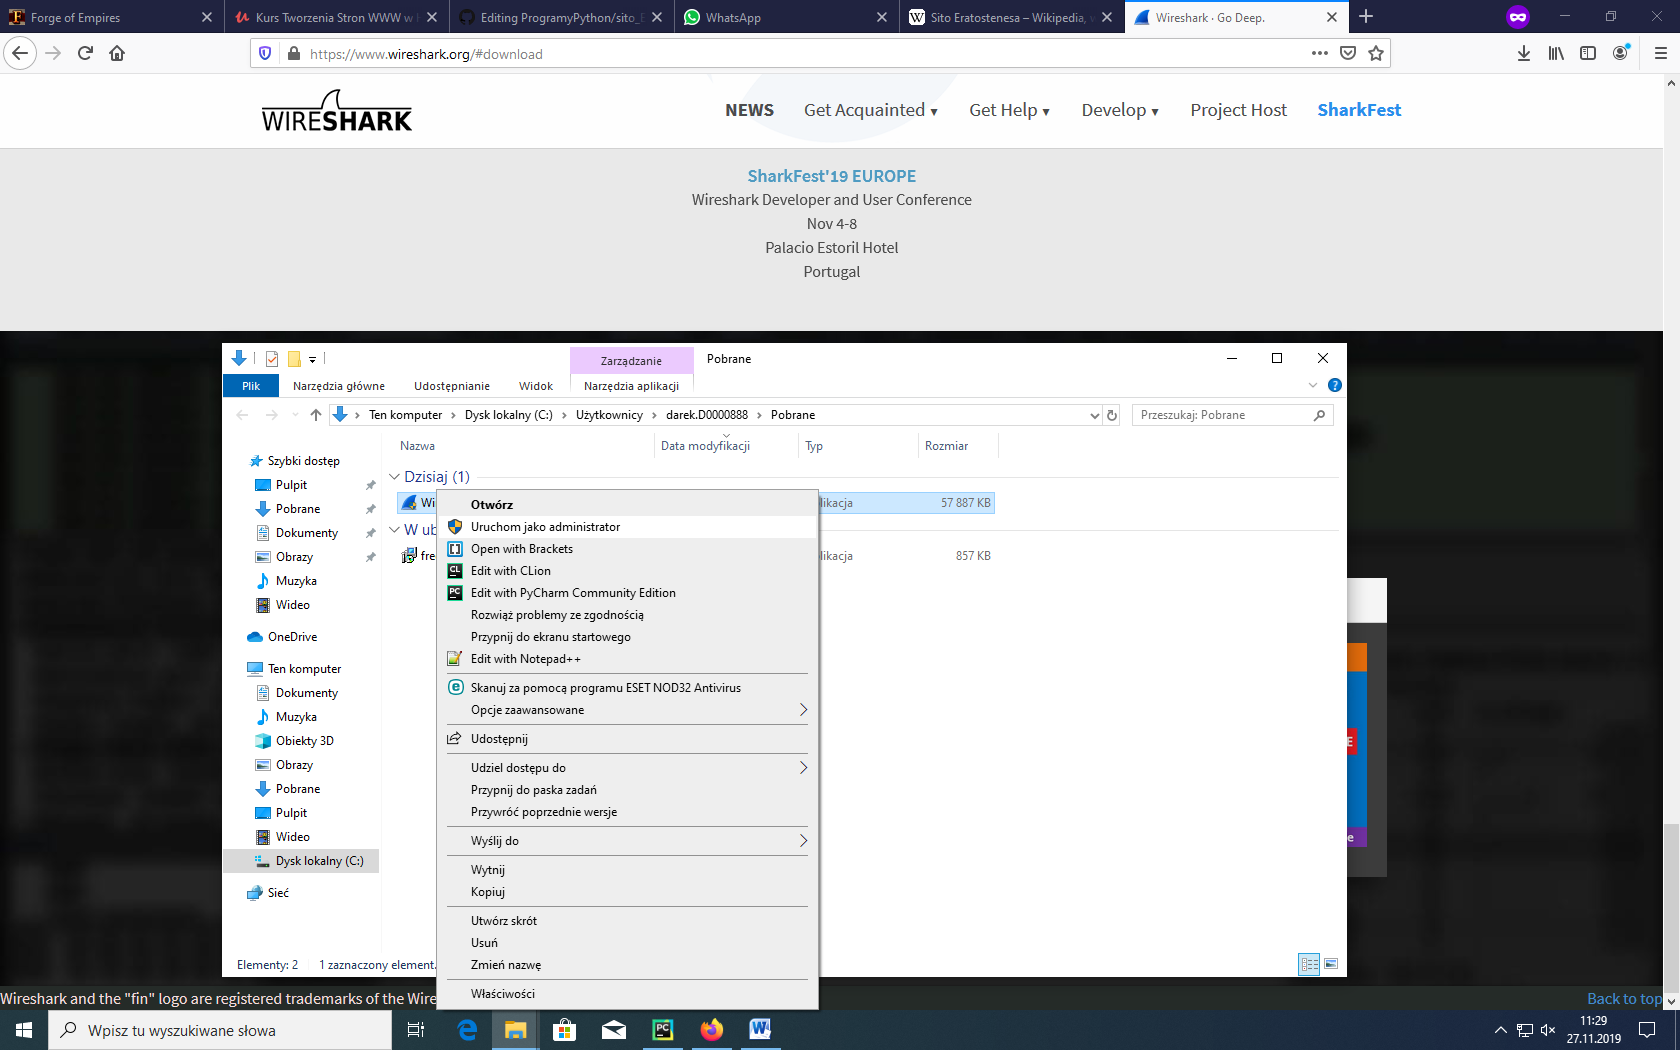 Forge of Empires
Kurs Tworzenia Stron WWW w
Editing ProgramyPython/sito_E
WhatsApp
Sito Eratostenesa – Wikipedia,
Wireshark · Go Deep.
https://www.wireshark.org/#download
WIRESHARK
NEWS
Get Acquainted ▾
Get Help ▾
Develop ▾
Project Host
SharkFest
SharkFest'19 EUROPE
Wireshark Developer and User Conference
Nov 4-8
Palacio Estoril Hotel
Portugal
Zarządzanie
Pobrane
Plik
Narzędzia główne
Udostępnianie
Widok
Narzędzia aplikacji
Ten komputer > Dysk lokalny (C:) > Użytkownicy > darek.D0000888 > Pobrane
Przeszukaj: Pobrane
Nazwa
Data modyfikacji
Typ
Rozmiar
Szybki dostęp
Pulpit
Pobrane
Dokumenty
Obrazy
Muzyka
Wideo
OneDrive
Ten komputer
Dokumenty
Muzyka
Obiekty 3D
Obrazy
Pobrane
Pulpit
Wideo
Dysk lokalny (C:)
Sieć
Dzisiaj (1)
Wi
likacja
57 887 KB
W ub
fre
likacja
857 KB
Otwórz
Uruchom jako administrator
Open with Brackets
Edit with CLion
Edit with PyCharm Community Edition
Rozwiąż problemy ze zgodnością
Przypnij do ekranu startowego
Edit with Notepad++
Skanuj za pomocą programu ESET NOD32 Antivirus
Opcje zaawansowane
Udostępnij
Udziel dostępu do
Przypnij do paska zadań
Przywróć poprzednie wersje
Wyślij do
Wytnij
Kopiuj
Utwórz skrót
Usuń
Zmień nazwę
Właściwości
E
e
Elementy: 2
1 zaznaczony element.
Wireshark and the "fin" logo are registered trademarks of the Wire
Back to top
Wpisz tu wyszukiwane słowa
11:29
27.11.2019